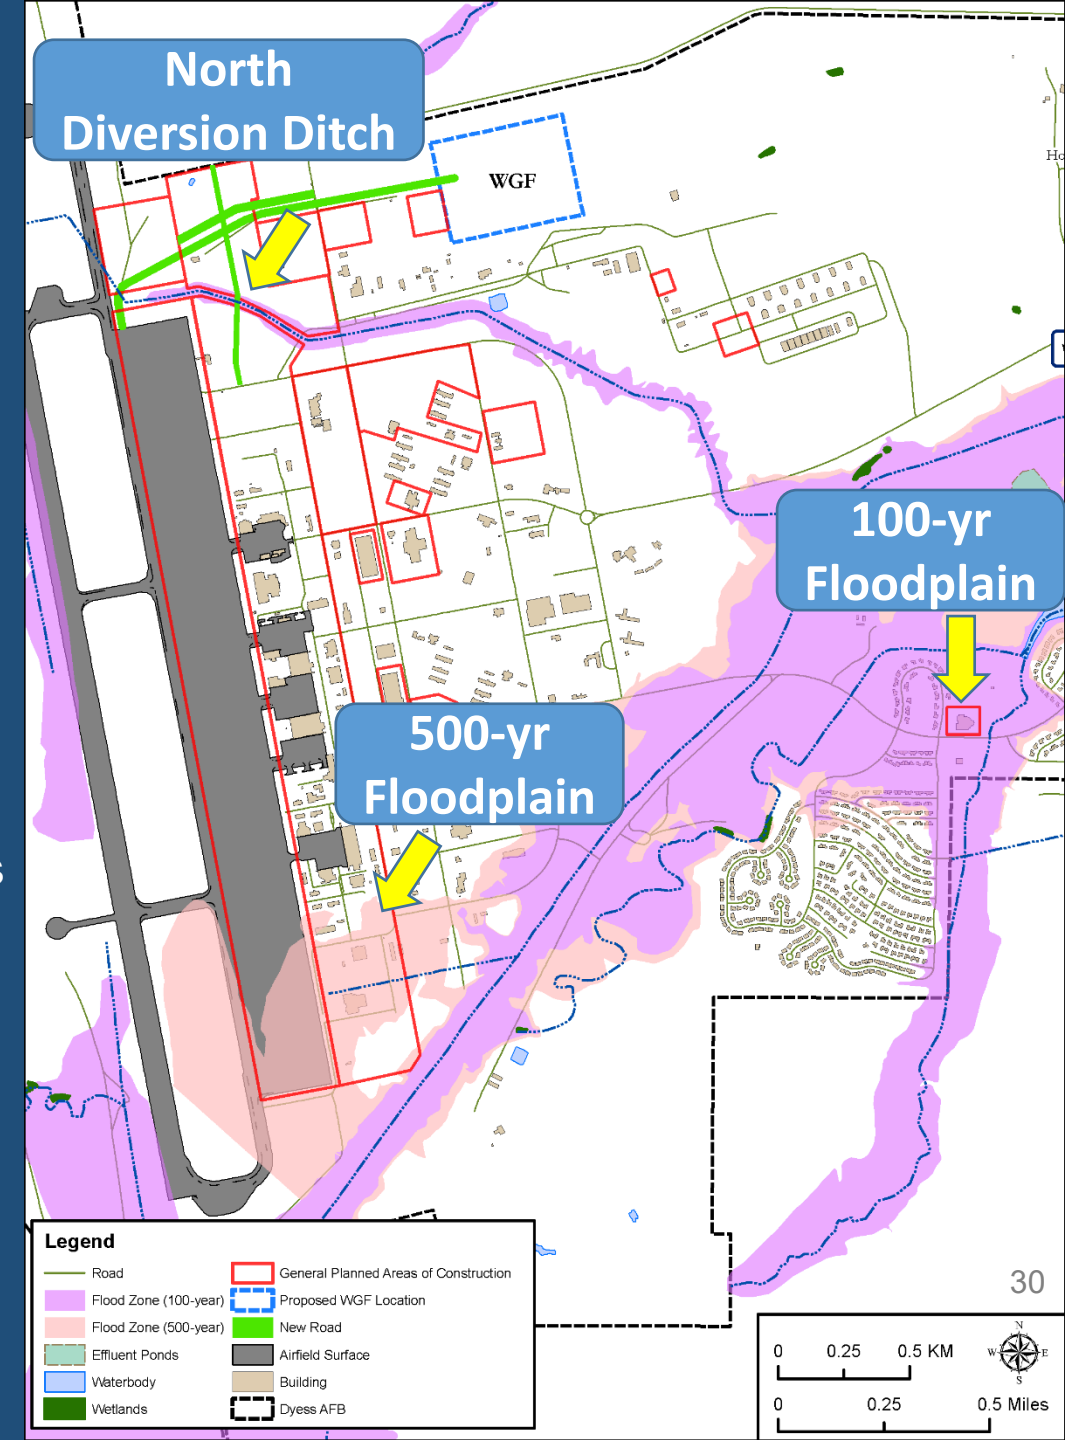 North
Diversion Ditch
WGF
Ho
100-yr
Floodplain
500-yr
Floodplain
s
Legend
Road
Flood Zone (100-year)
Flood Zone (500-year)
Effluent Ponds
Waterbody
Wetlands
General Planned Areas of Construction
Proposed WGF Location
New Road
Airfield Surface
Building
Dyess AFB
30
0 0.25 0.5 KM
0 0.25 0.5 Miles
N
W E
S